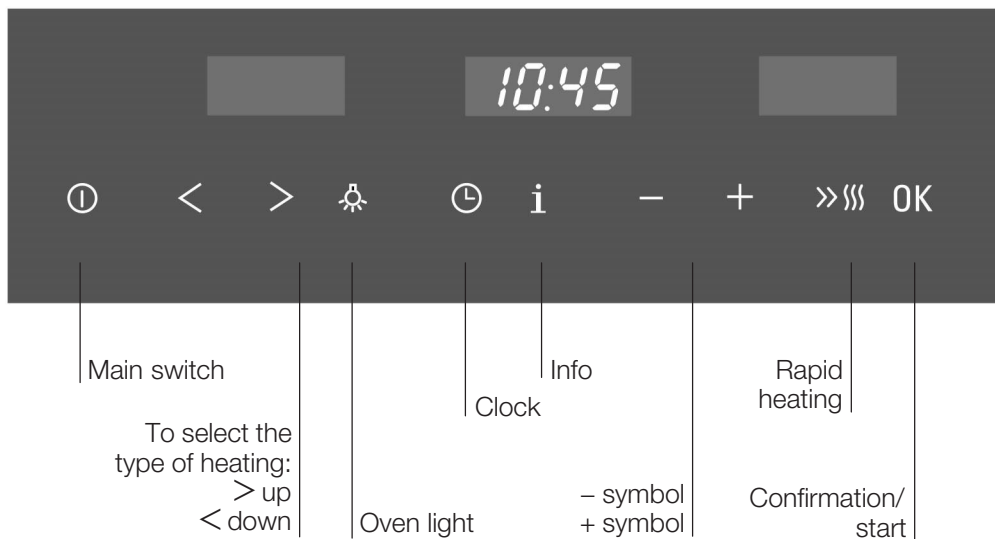 10:45
< > i − + OK
Main switch
Info
Rapid
heating
Clock
To select the
type of heating:
> up
< down
Oven light
− symbol
+ symbol
Confirmation/
start